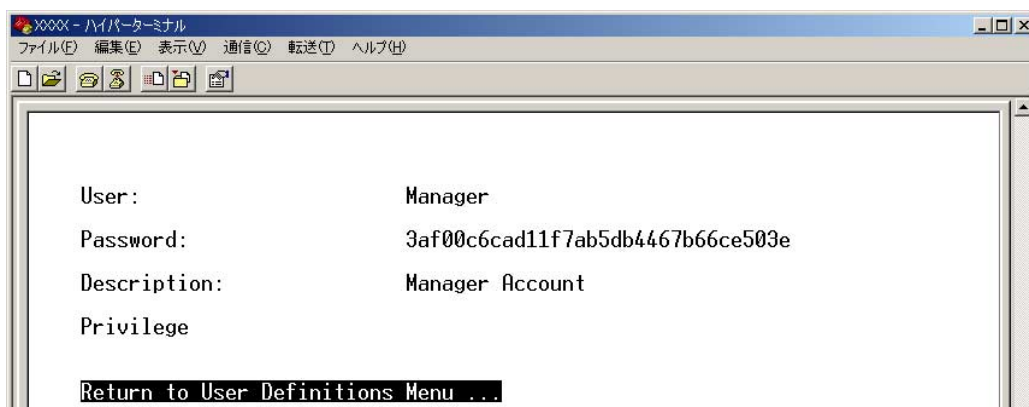 XXXX - ハイパーターミナル
ファイル(F) 編集(E) 表示(V) 通信(C) 転送(T) ヘルプ(H)
User: Manager
Password: 3af00c6cad11f7ab5db4467b66ce503e
Description: Manager Account
Privilege
Return to User Definitions Menu ...